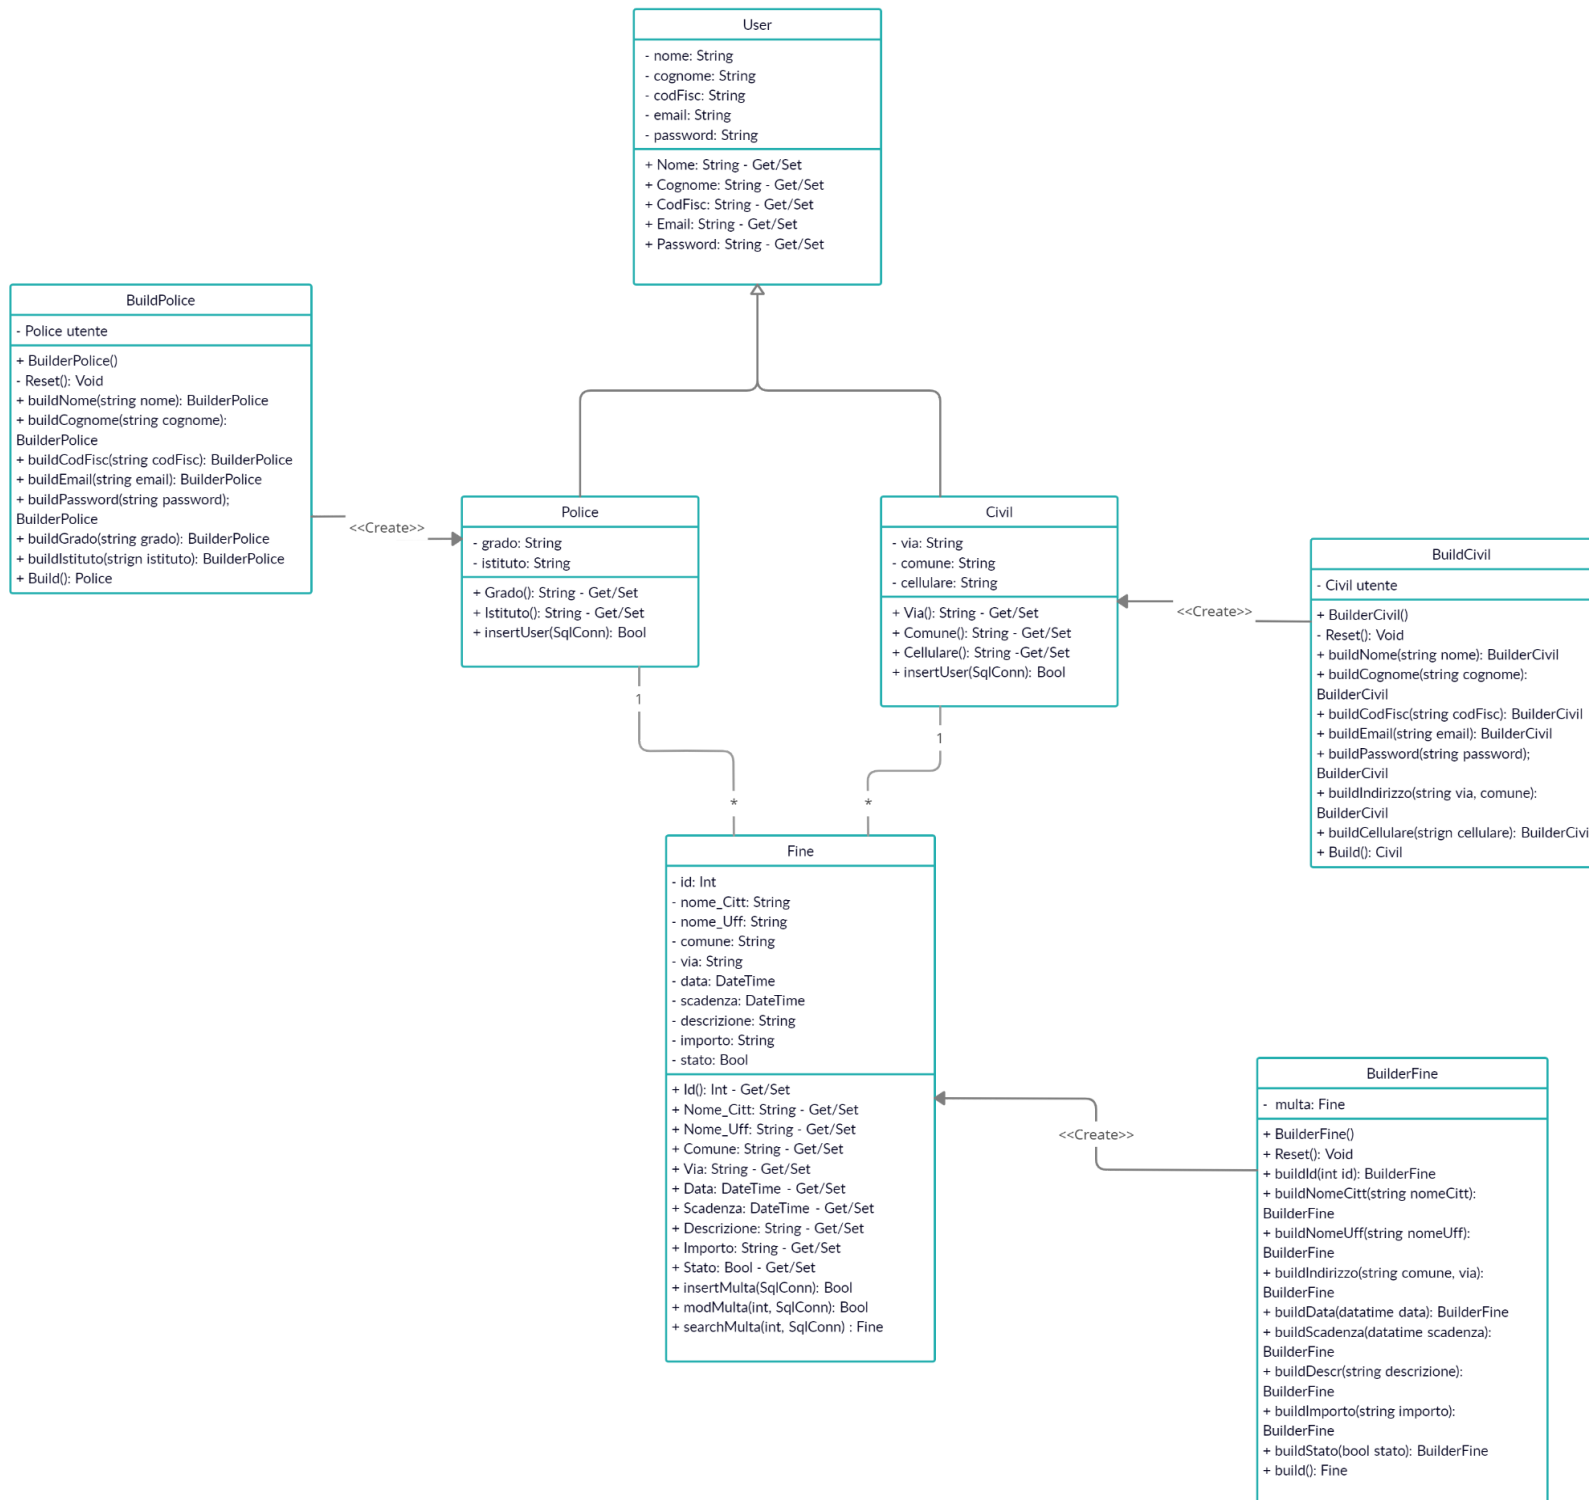 User
- nome: String
- cognome: String
- codFisc: String
- email: String
- password: String
+ Nome: String - Get/Set
+ Cognome: String - Get/Set
+ CodFisc: String - Get/Set
+ Email: String - Get/Set
+ Password: String - Get/Set
BuildPolice
- Police utente
+ BuilderPolice()
- Reset(): Void
+ buildNome(string nome): BuilderPolice
+ buildCognome(string cognome):
BuilderPolice
+ buildCodFisc(string codFisc): BuilderPolice
+ buildEmail(string email): BuilderPolice
+ buildPassword(string password);
BuilderPolice
+ buildGrado(string grado): BuilderPolice
+ buildIstituto(strign istituto): BuilderPolice
+ Build(): Police
<<Create>>
Police
- grado: String
- istituto: String
+ Grado(): String - Get/Set
+ Istituto(): String - Get/Set
+ insertUser(SqlConn): Bool
Civil
- via: String
- comune: String
- cellulare: String
+ Via(): String - Get/Set
+ Comune(): String - Get/Set
+ Cellulare(): String -Get/Set
+ insertUser(SqlConn): Bool
<<Create>>
BuildCivil
- Civil utente
+ BuilderCivil()
- Reset(): Void
+ buildNome(string nome): BuilderCivil
+ buildCognome(string cognome):
BuilderCivil
+ buildCodFisc(string codFisc): BuilderCivil
+ buildEmail(string email): BuilderCivil
+ buildPassword(string password);
BuilderCivil
+ buildIndirizzo(string via, comune):
BuilderCivil
+ buildCellulare(strign cellulare): BuilderCivi
+ Build(): Civil
1
1
*
*
Fine
- id: Int
- nome_Citt: String
- nome_Uff: String
- comune: String
- via: String
- data: DateTime
- scadenza: DateTime
- descrizione: String
- importo: String
- stato: Bool
+ Id(): Int - Get/Set
+ Nome_Citt: String - Get/Set
+ Nome_Uff: String - Get/Set
+ Comune: String - Get/Set
+ Via: String - Get/Set
+ Data: DateTime - Get/Set
+ Scadenza: DateTime - Get/Set
+ Descrizione: String - Get/Set
+ Importo: String - Get/Set
+ Stato: Bool - Get/Set
+ insertMulta(SqlConn): Bool
+ modMulta(int, SqlConn): Bool
+ searchMulta(int, SqlConn) : Fine
<<Create>>
BuilderFine
- multa: Fine
+ BuilderFine()
+ Reset(): Void
+ buildId(int id): BuilderFine
+ buildNomeCitt(string nomeCitt):
BuilderFine
+ buildNomeUff(string nomeUff):
BuilderFine
+ buildIndirizzo(string comune, via):
BuilderFine
+ buildData(datatime data): BuilderFine
+ buildScadenza(datatime scadenza):
BuilderFine
+ buildDescr(string descrizione):
BuilderFine
+ buildImporto(string importo):
BuilderFine
+ buildStato(bool stato): BuilderFine
+ build(): Fine